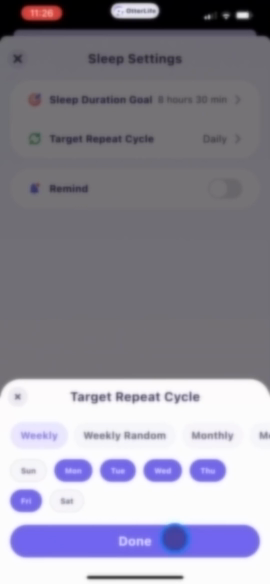 11:26
OtterLife
Sleep Settings
Sleep Duration Goal 8 hours 30 min
Target Repeat Cycle Daily
Remind
Target Repeat Cycle
Weekly Weekly Random Monthly
Sun Mon Tue Wed Thu
Fri Sat
Done